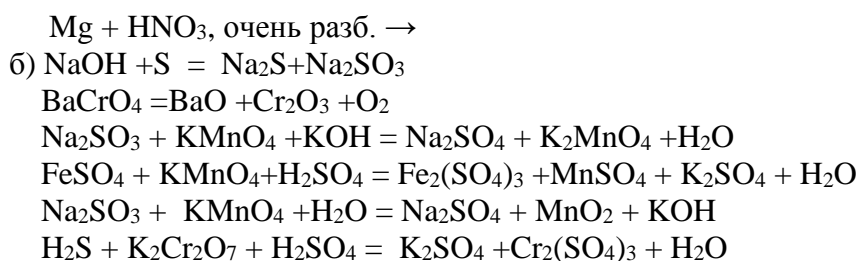 Mg + HNO₃, очень разб. →
б) NaOH +S = Na₂S+Na₂SO₃
BaCrO₄ =BaO +Cr₂O₃ +O₂
Na₂SO₃ + KMnO₄ +KOH = Na₂SO₄ + K₂MnO₄ +H₂O
FeSO₄ + KMnO₄+H₂SO₄ = Fe₂(SO₄)₃ +MnSO₄ + K₂SO₄ + H₂O
Na₂SO₃ + KMnO₄ +H₂O = Na₂SO₄ + MnO₂ + KOH
H₂S + K₂Cr₂O₇ + H₂SO₄ = K₂SO₄ +Cr₂(SO₄)₃ + H₂O